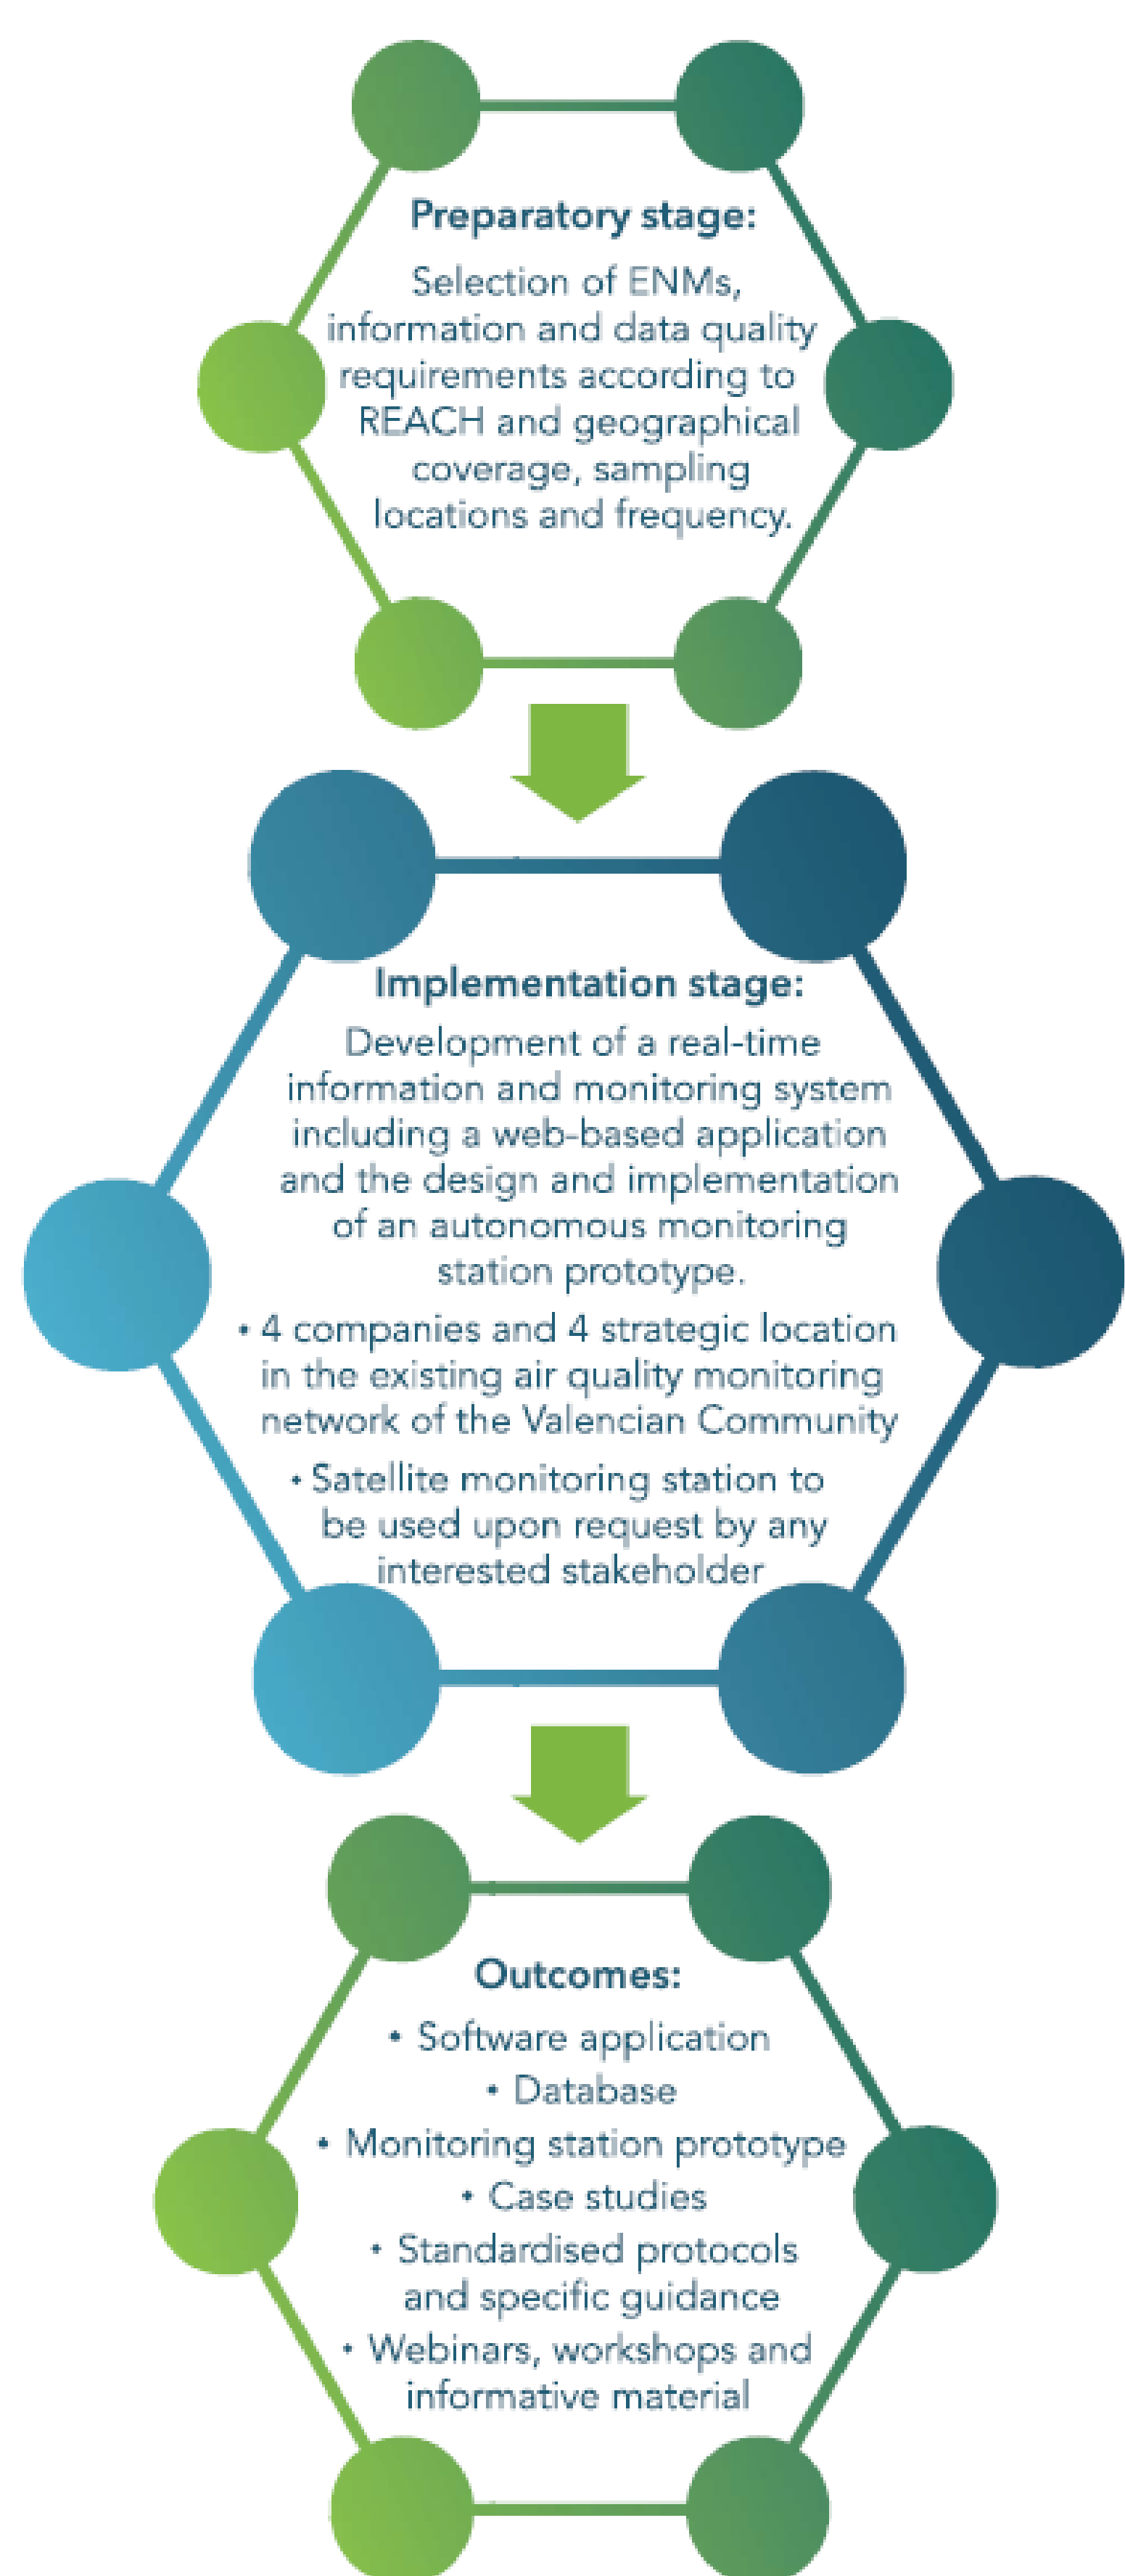 Preparatory stage:
Selection of ENMs,
information and data quality
requirements according to
REACH and geographical
coverage, sampling
locations and frequency.
Implementation stage:
Development of a real-time
information and monitoring system
including a web-based application
and the design and implementation
of an autonomous monitoring
station prototype.
• 4 companies and 4 strategic location
in the existing air quality monitoring
network of the Valencian Community
• Satellite monitoring station to
be used upon request by any
interested stakeholder
Outcomes:
• Software application
• Database
• Monitoring station prototype
• Case studies
• Standardised protocols
and specific guidance
• Webinars, workshops and
informative material